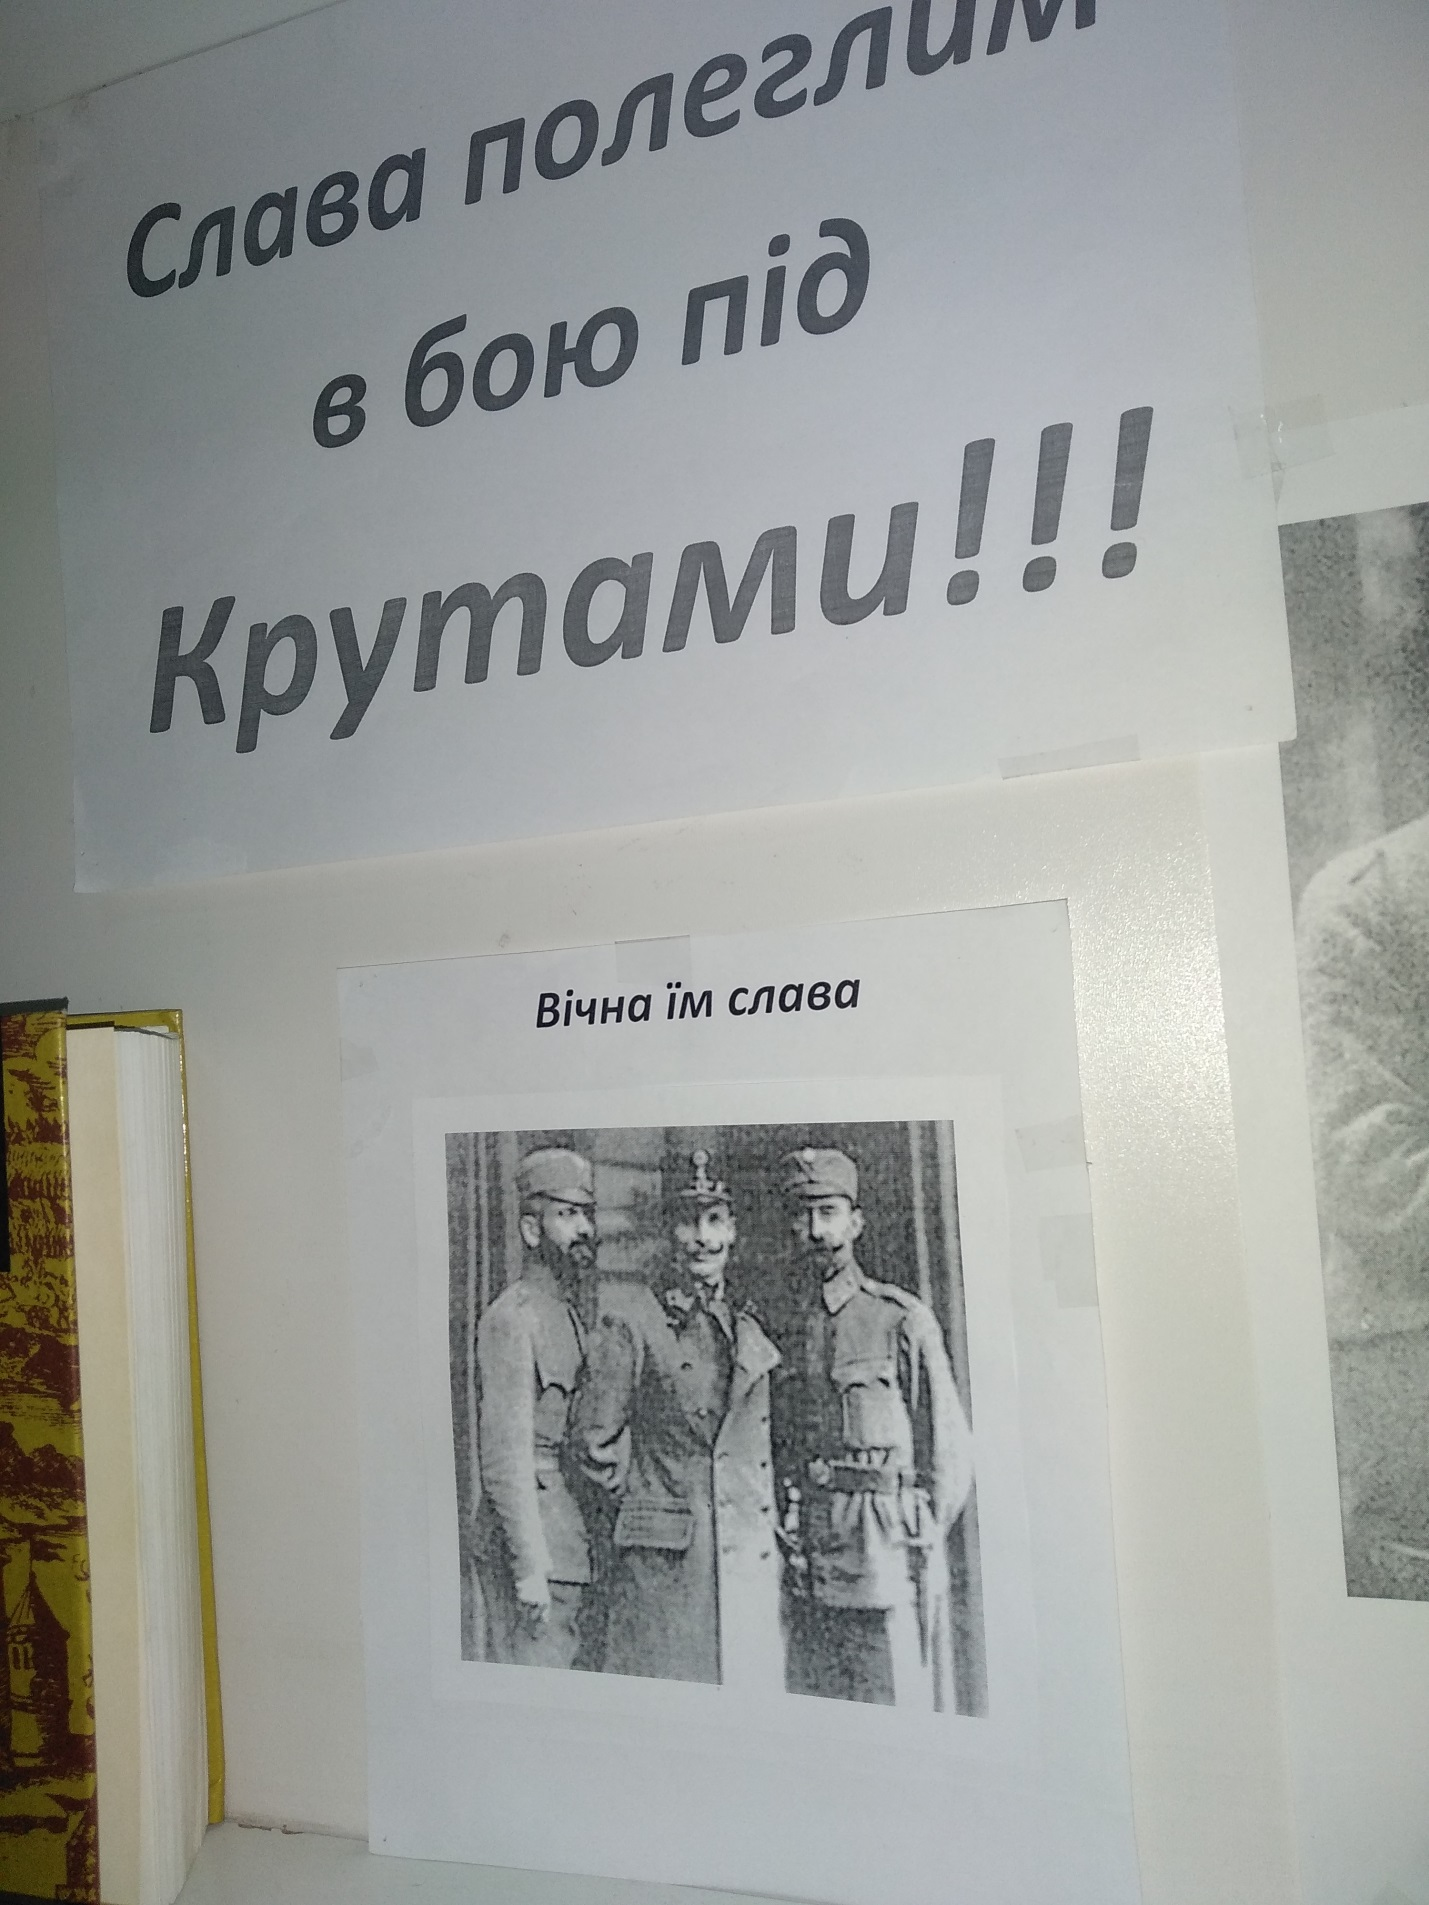 Слава полеглим
в бою під
Крутами!!!
Вічна їм слава